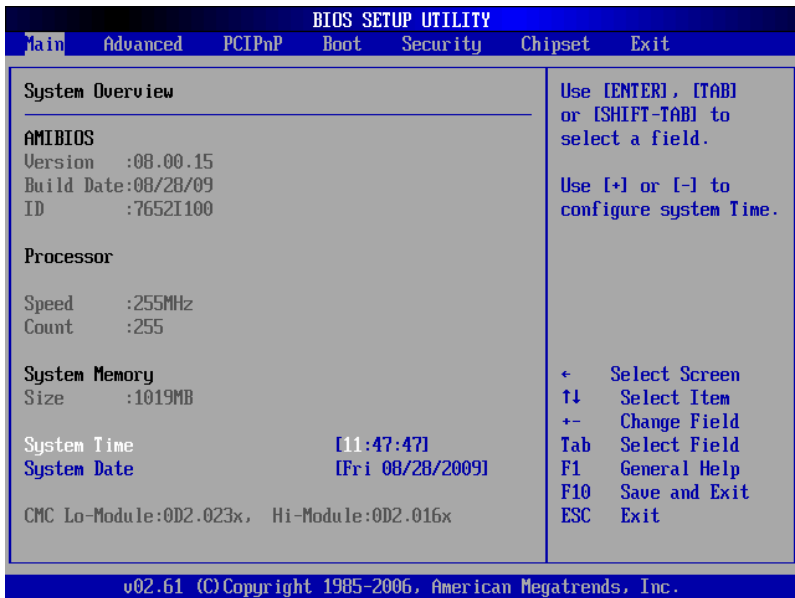 BIOS SETUP UTILITY
Main Advanced PCIPnP Boot Security Chipset Exit
System Overview
AMIBIOS
Version :08.00.15
Build Date:08/28/09
ID :7652I100
Processor
Speed :255MHz
Count :255
System Memory
Size :1019MB
System Time [11:47:47]
System Date [Fri 08/28/2009]
CMC Lo-Module:0D2.023x, Hi-Module:0D2.016x
Use [ENTER], [TAB]
or [SHIFT-TAB] to
select a field.
Use [+] or [-] to
configure system Time.
← Select Screen
↑↓ Select Item
+- Change Field
Tab Select Field
F1 General Help
F10 Save and Exit
ESC Exit
v02.61 (C)Copyright 1985-2006, American Megatrends, Inc.